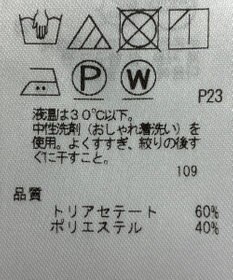 P
W
P23
液温は30℃以下。
中性洗剤(おしゃれ着洗い)を
使用。よくすすぎ、絞りの後す
ぐに干すこと。
109
品質
トリアセテート 60%
ポリエステル 40%